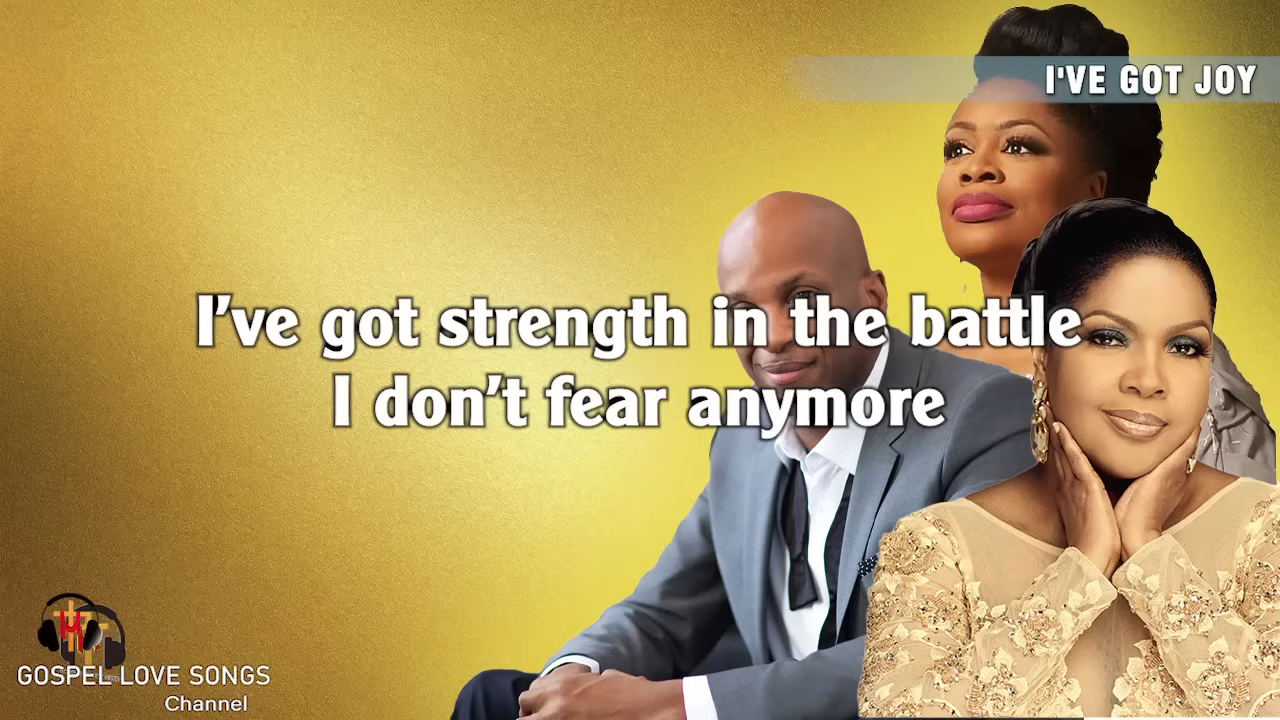 I'VE GOT JOY
I've got strength in the battle
I don't fear anymore
GOSPEL LOVE SONGS
Channel